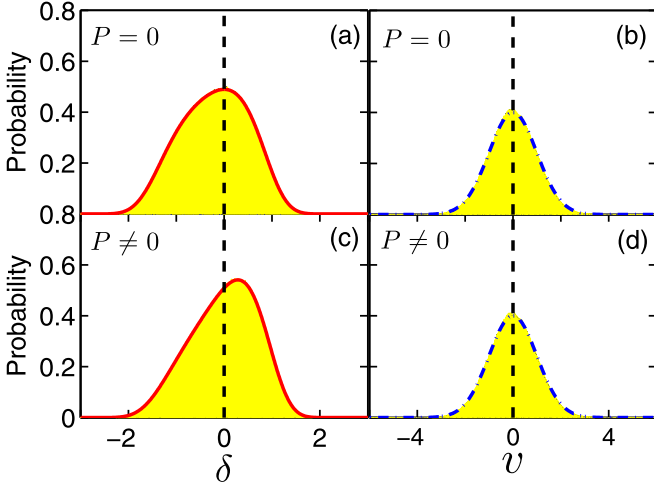 0.8
P = 0
(a)
P = 0
(b)
Probability
0.6
0.4
0.2
0.8
P ≠ 0
(c)
P ≠ 0
(d)
Probability
0.6
0.4
0.2
0
−2
0
2
−4
0
4
δ
v